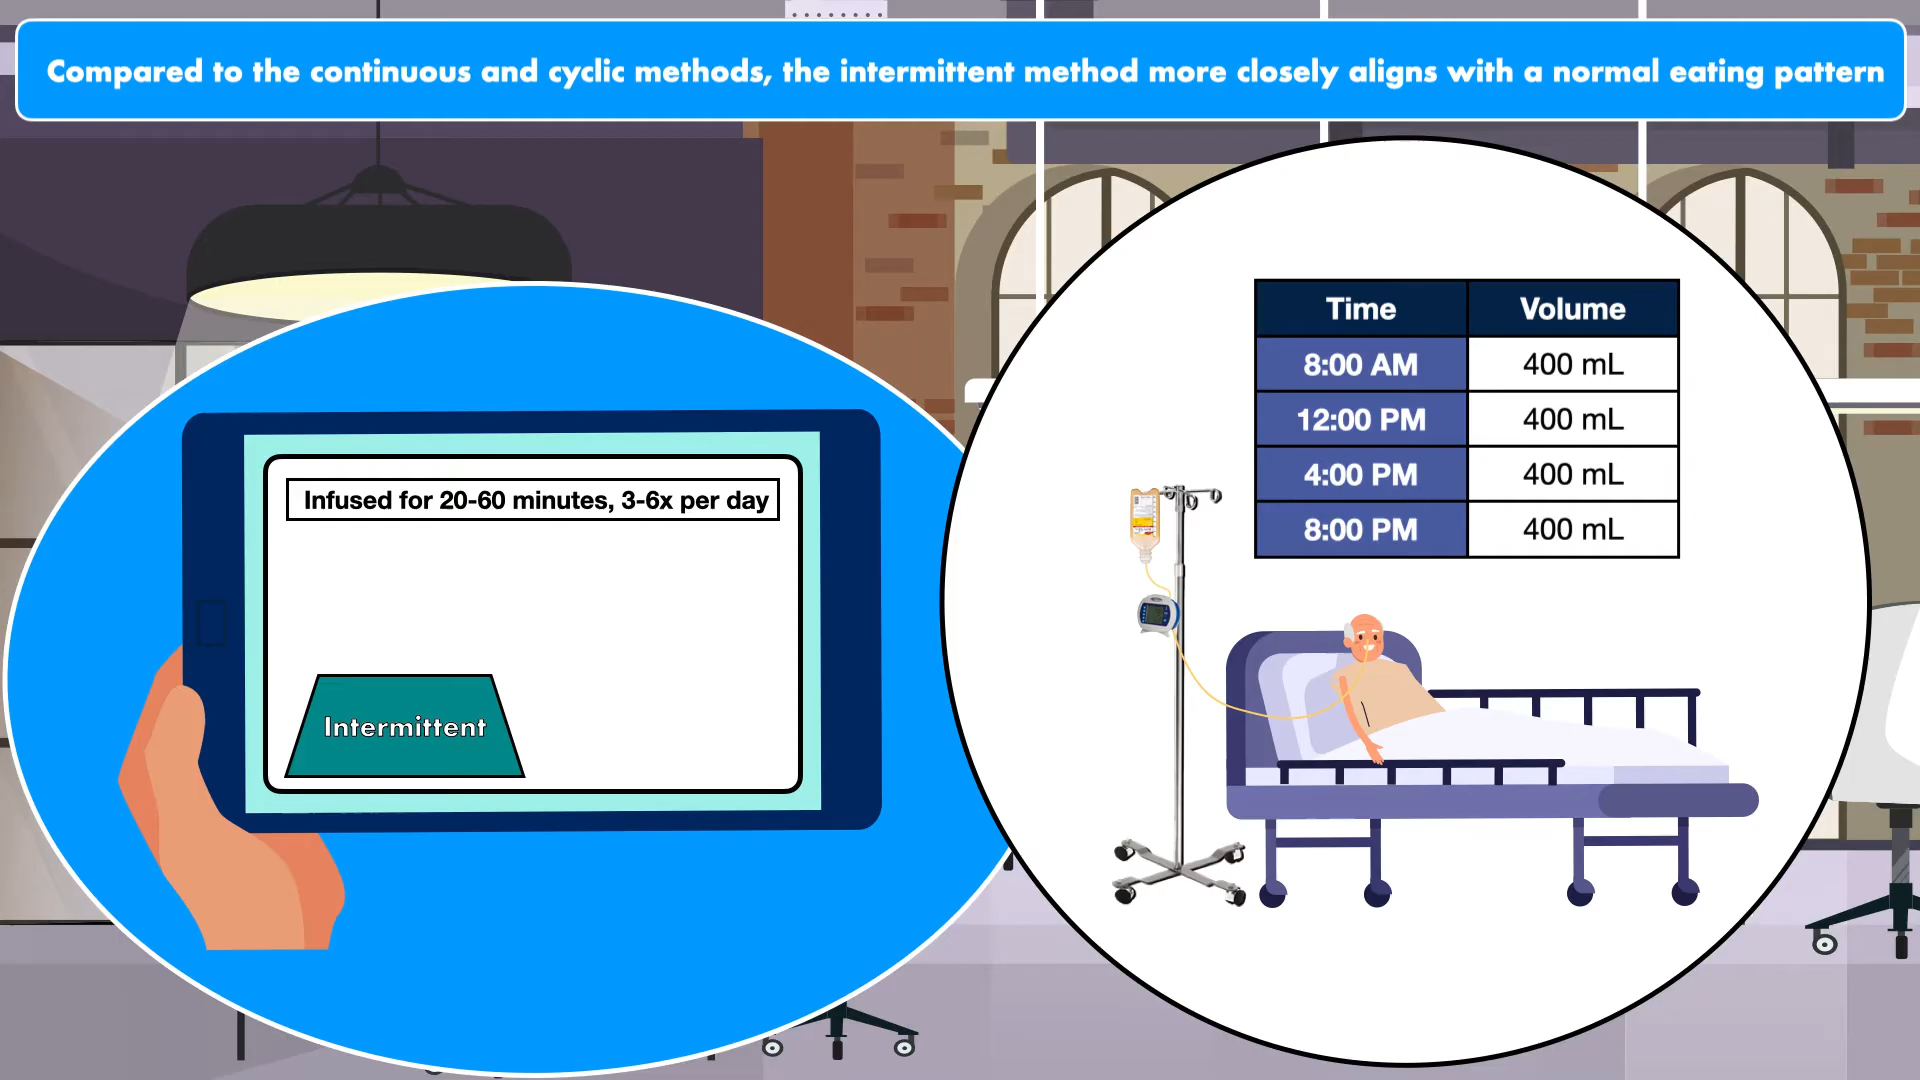 Compared to the continuous and cyclic methods, the intermittent method more closely aligns with a normal eating pattern
Infused for 20-60 minutes, 3-6x per day
Intermittent
Time Volume
8:00 AM 400 mL
12:00 PM 400 mL
4:00 PM 400 mL
8:00 PM 400 mL